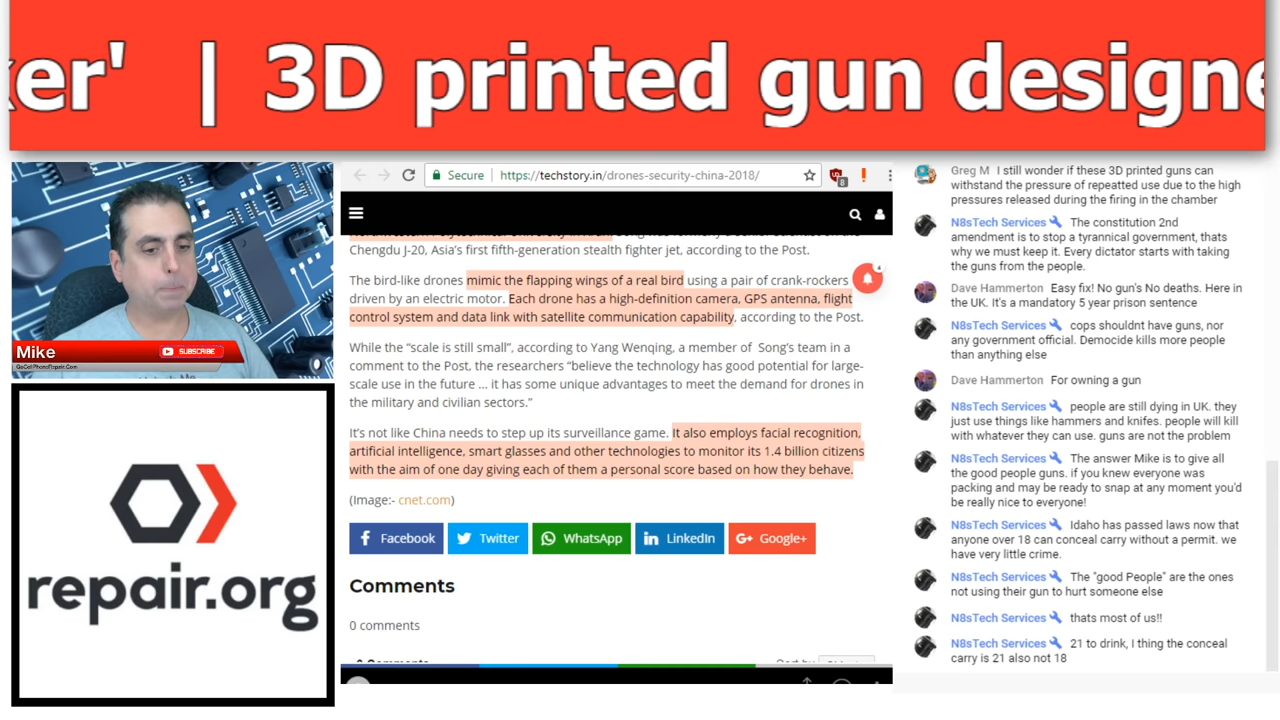 ker' | 3D printed gun designe
Mike
SUBSCRIBE
GoCellPhoneRepair.Com
repair.org
Secure
https://techstory.in/drones-security-china-2018/
8
Chengdu J-20, Asia's first fifth-generation stealth fighter jet, according to the Post.
4
The bird-like drones mimic the flapping wings of a real bird using a pair of crank-rockers
driven by an electric motor. Each drone has a high-definition camera, GPS antenna, flight
control system and data link with satellite communication capability, according to the Post.
While the “scale is still small”, according to Yang Wenqing, a member of Song's team in a
comment to the Post, the researchers “believe the technology has good potential for large-
scale use in the future … it has some unique advantages to meet the demand for drones in
the military and civilian sectors.”
It's not like China needs to step up its surveillance game. It also employs facial recognition,
artificial intelligence, smart glasses and other technologies to monitor its 1.4 billion citizens
with the aim of one day giving each of them a personal score based on how they behave.
(Image:- cnet.com)
Facebook
Twitter
WhatsApp
LinkedIn
Google+
Comments
0 comments
Greg M I still wonder if these 3D printed guns can
withstand the pressure of repeatted use due to the high
pressures released during the firing in the chamber
N8sTech Services The constitution 2nd
amendment is to stop a tyrannical government, thats
why we must keep it. Every dictator starts with taking
the guns from the people.
Dave Hammerton Easy fix! No gun's No deaths. Here in
the UK. It's a mandatory 5 year prison sentence
N8sTech Services cops shouldnt have guns, nor
any government official. Democide kills more people
than anything else
Dave Hammerton For owning a gun
N8sTech Services people are still dying in UK. they
just use things like hammers and knifes. people will
kill with whatever they can use. guns are not the problem
N8sTech Services The answer Mike is to give all
the good people guns. if you knew everyone was
packing and may be ready to snap at any moment you'd
be really nice to everyone!
N8sTech Services Idaho has passed laws now that
anyone over 18 can conceal carry without a permit. we
have very little crime.
N8sTech Services The "good People" are the ones
not using their gun to hurt someone else
N8sTech Services thats most of us!!
N8sTech Services 21 to drink, I thing the conceal
carry is 21 also not 18